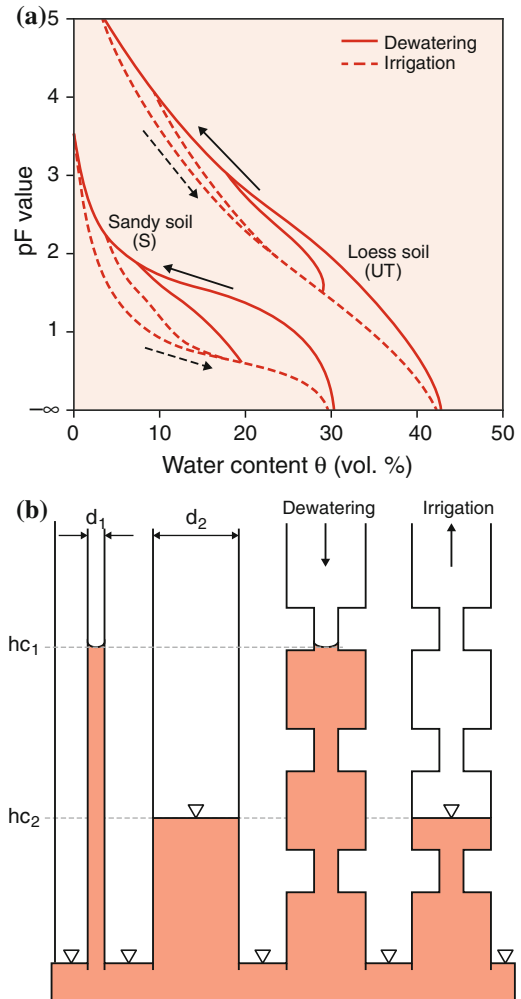 (a)
5
4
3
2
1
−∞
pF value
Dewatering
Irrigation
Sandy soil
(S)
Loess soil
(UT)
0
10
20
30
40
50
Water content θ (vol. %)
(b)
d1
d2
Dewatering
Irrigation
hc1
hc2